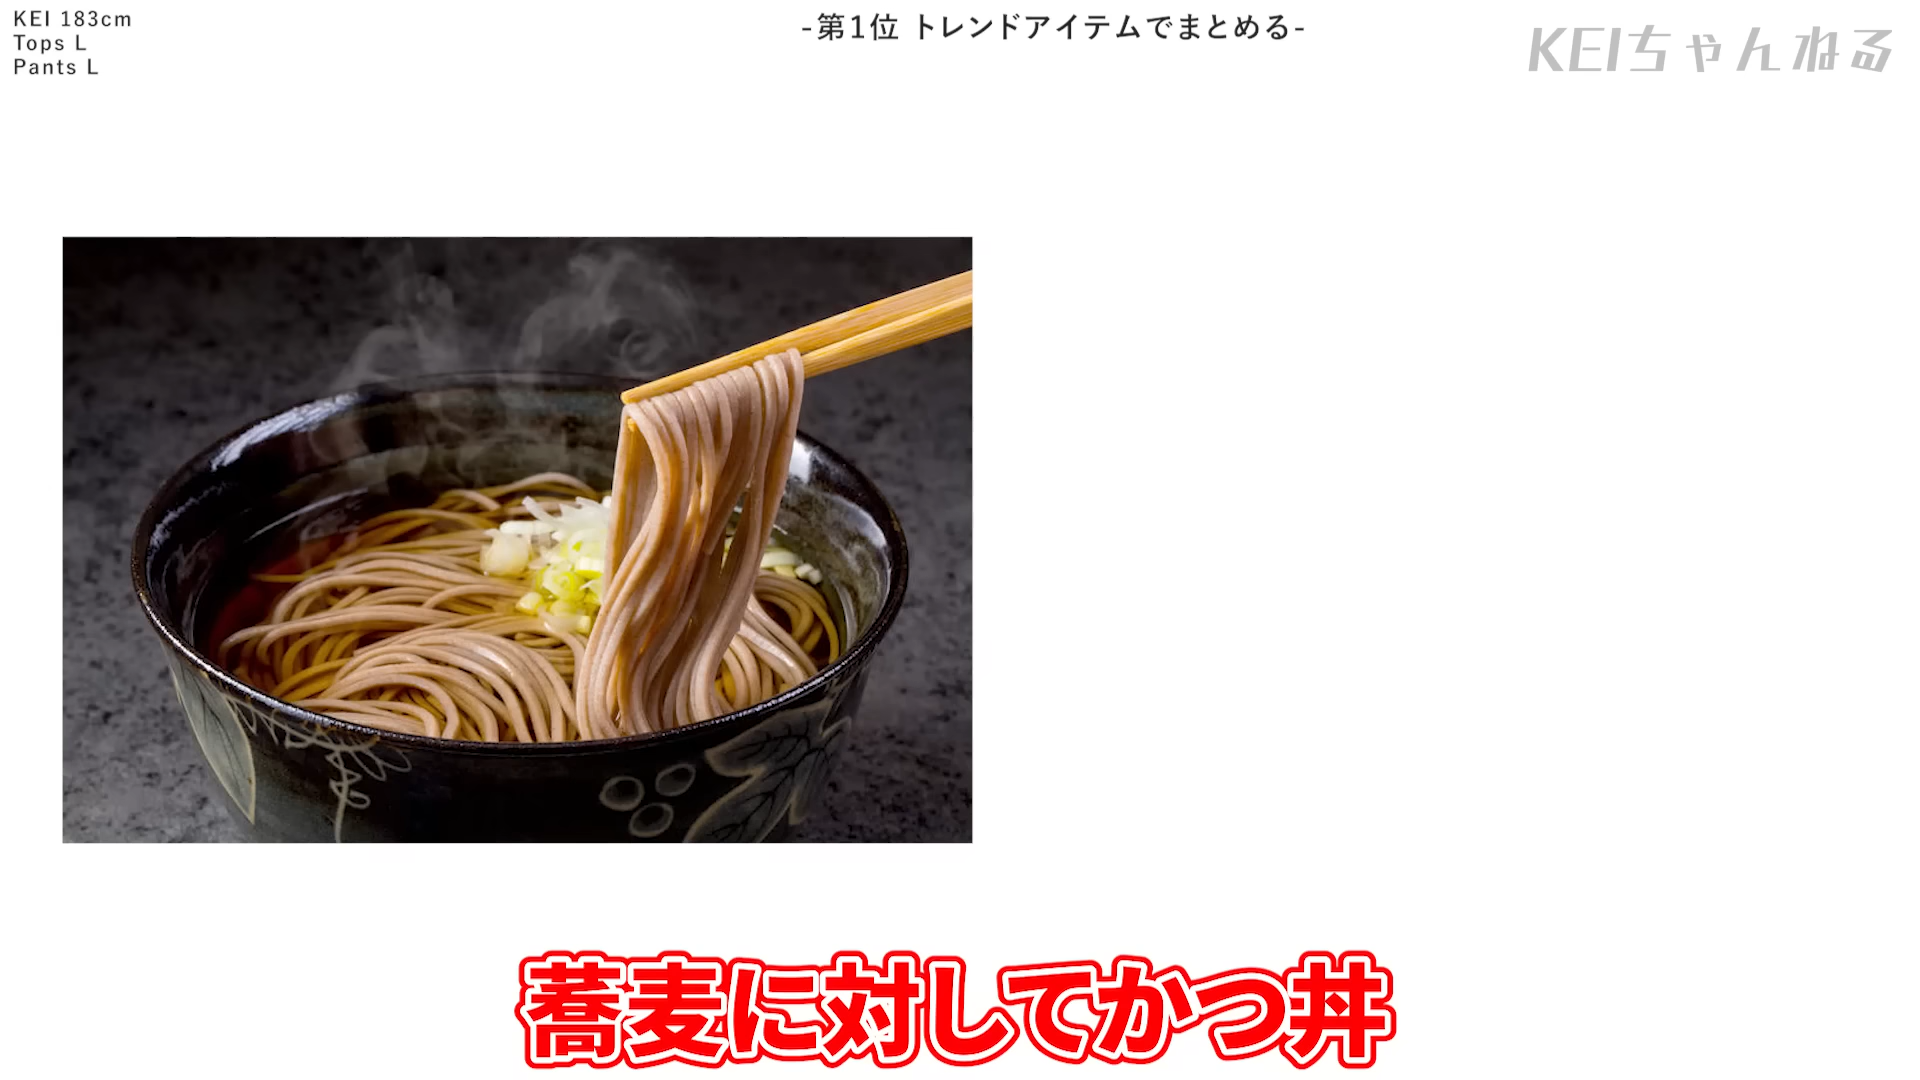 KEI 183cm
Tops L
Pants L
-第1位 トレンドアイテムでまとめる-
KEIちゃんねる
蕎麦に対してかつ丼